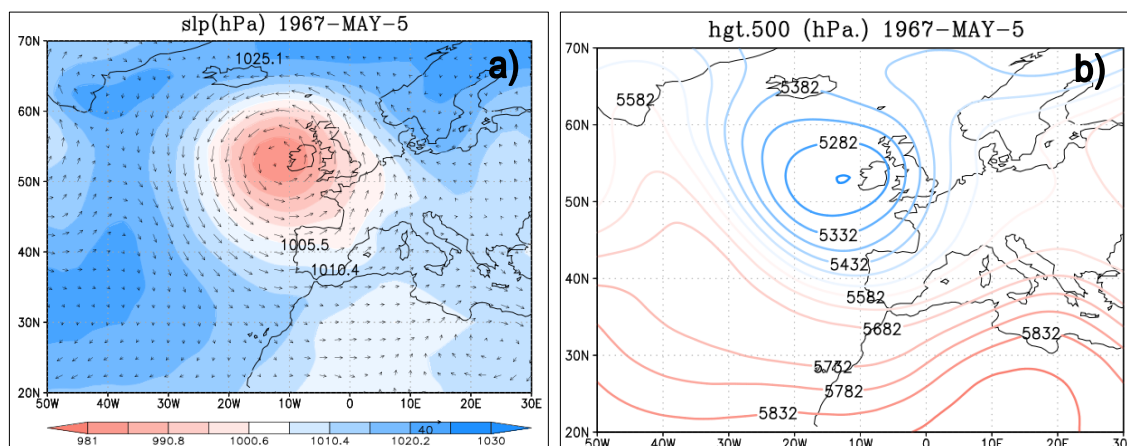 slp(hPa) 1967-MAY-5
a)
70N
60N
50N
40N
30N
20N
1025.1
1005.5
1010.4
50W 40W 30W 20W 10W 0 10E 20E 30E
40
981 990.8 1000.6 1010.4 1020.2 1030
hgt.500 (hPa.) 1967-MAY-5
b)
70N
60N
50N
40N
30N
20N
5382
5582
5282
5332
5432
5582
5682
5782
5832
5832
50W 40W 30W 20W 10W 0 10E 20E 30E